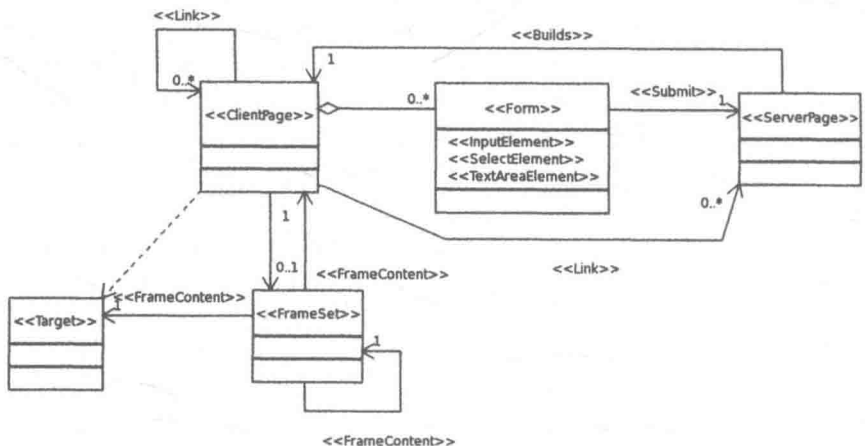 <<Link>>
<<Builds>>
1
0..*
<<ClientPage>>
0..*
<<Form>>
<<Submit>>
1
<<ServerPage>>
<<InputElement>>
<<SelectElement>>
<<TextAreaElement>>
1
0..*
0..1
<<FrameContent>>
<<Link>>
<<FrameContent>>
1
<<Target>>
<<FrameSet>>
1
<<FrameContent>>